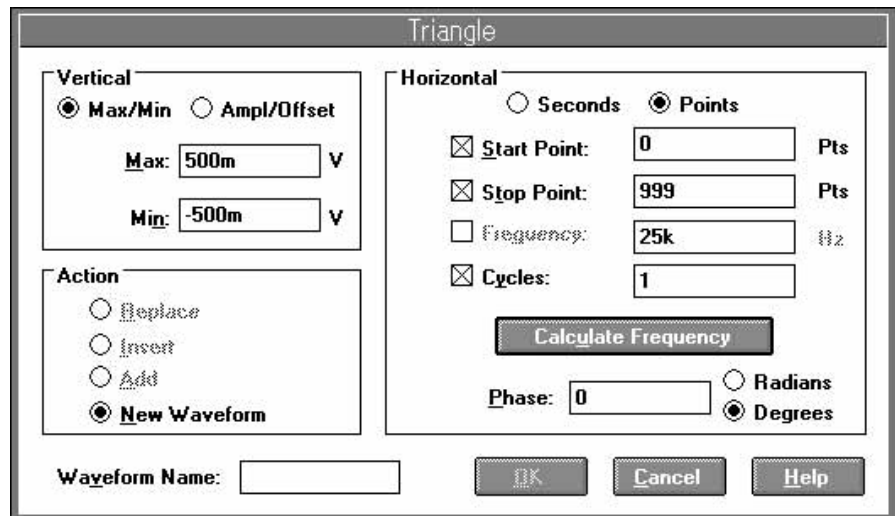 Triangle
Vertical
Max/Min Ampl/Offset
Max: 500m V
Min: -500m V
Action
Replace
Insert
Add
New Waveform
Horizontal
Seconds Points
Start Point: 0 Pts
Stop Point: 999 Pts
Frequency: 25k Hz
Cycles: 1
Calculate Frequency
Phase: 0 Radians
Degrees
Waveform Name:
OK Cancel Help